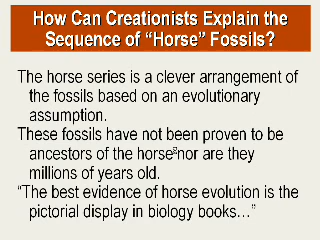 How Can Creationists Explain the
Sequence of “Horse” Fossils?
The horse series is a clever arrangement of
the fossils based on an evolutionary
assumption.
These fossils have not been proven to be
ancestors of the horse nor are they
millions of years old.
“The best evidence of horse evolution is the
pictorial display in biology books…”